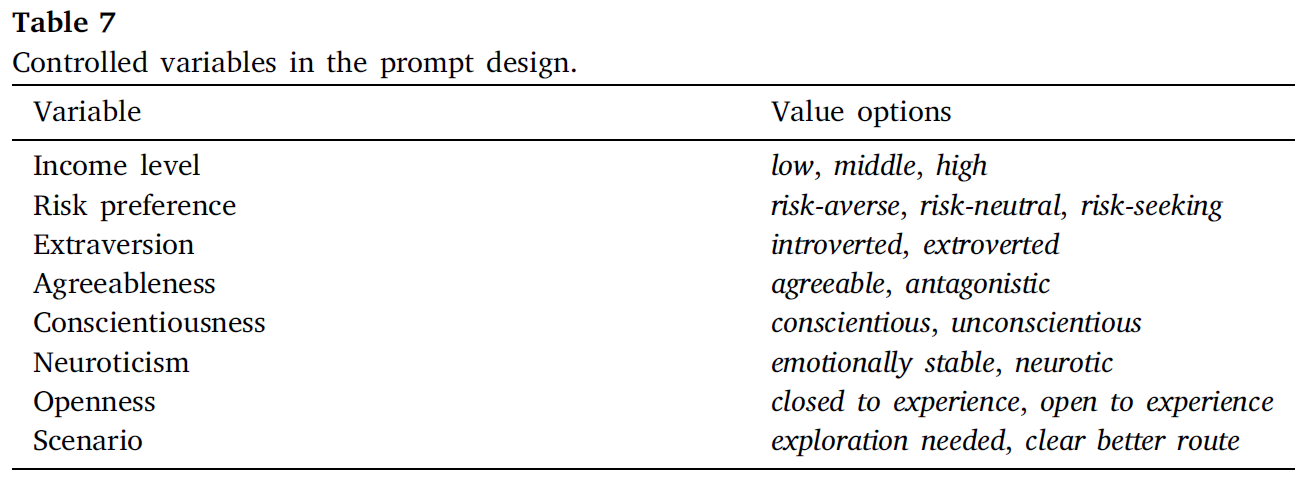 Table 7
Controlled variables in the prompt design.
Variable Value options
Income level low, middle, high
Risk preference risk-averse, risk-neutral, risk-seeking
Extraversion introverted, extroverted
Agreeableness agreeable, antagonistic
Conscientiousness conscientious, unconscientious
Neuroticism emotionally stable, neurotic
Openness closed to experience, open to experience
Scenario exploration needed, clear better route